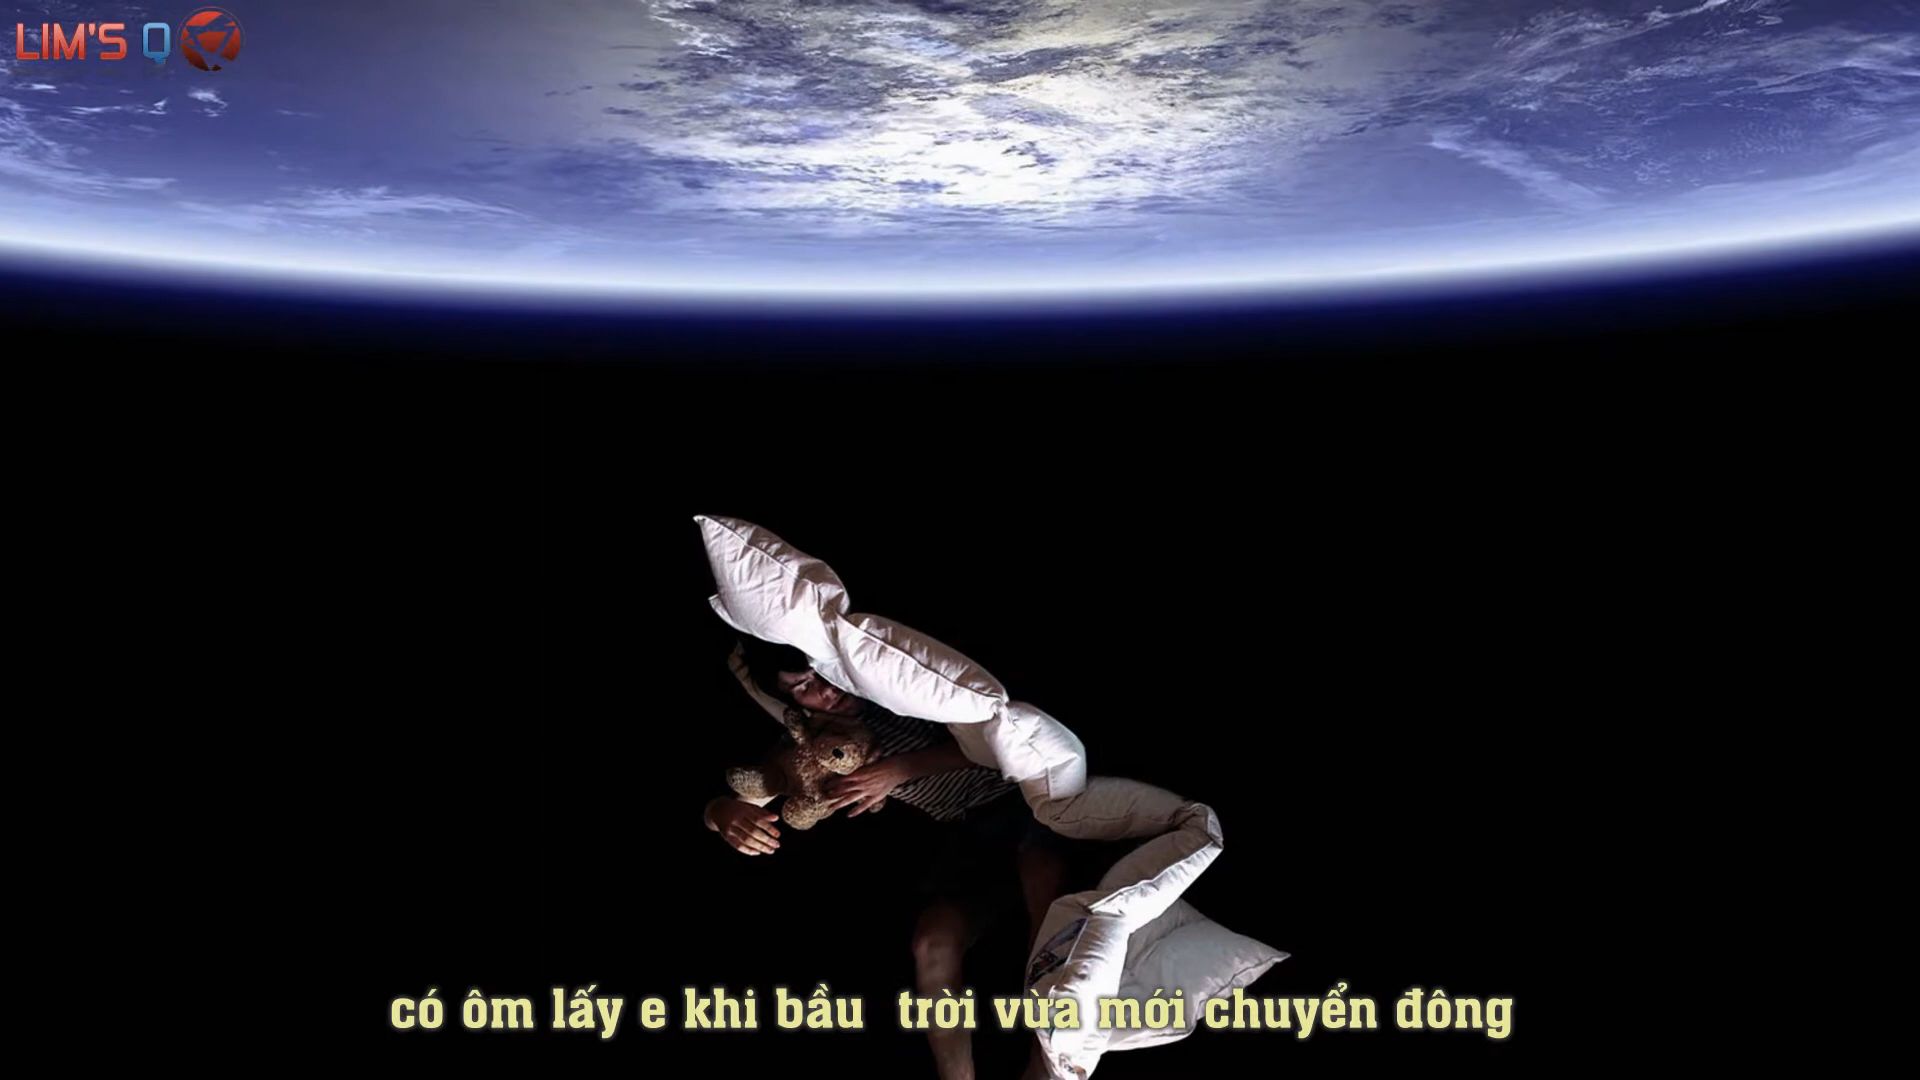 LIM'S Q
có ôm lấy e khi bầu  trời vừa mới chuyển đông